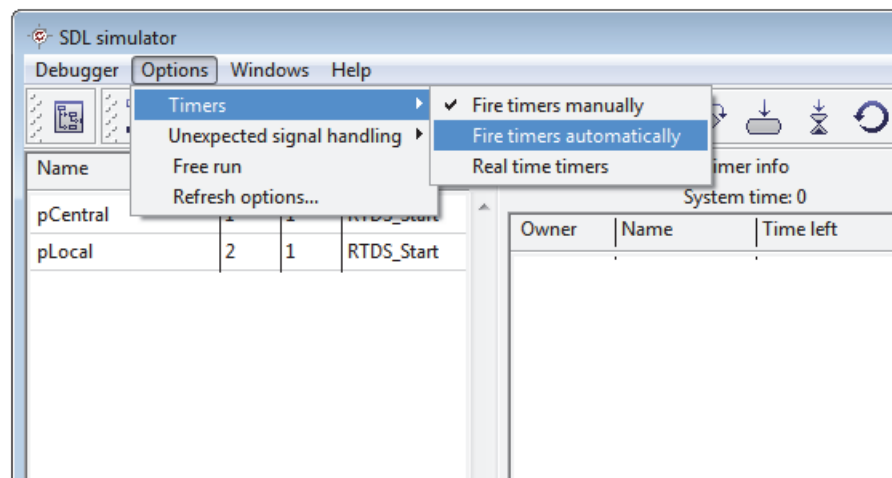 SDL simulator
Debugger Options Windows Help
Timers
Unexpected signal handling
Free run
Refresh options...
Fire timers manually
Fire timers automatically
Real time timers
Name
pCentral 1 1 RTDS_Start
pLocal 2 1 RTDS_Start
imer info
System time: 0
Owner Name Time left